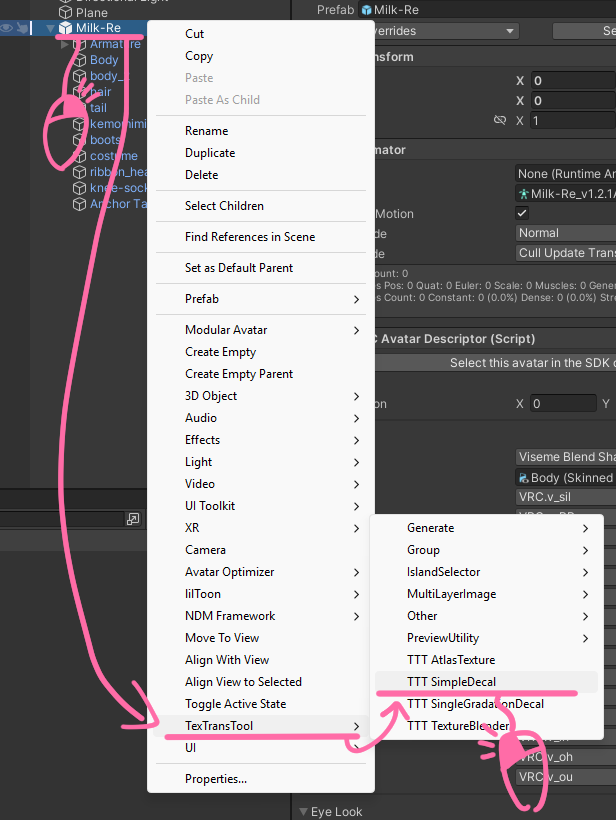 Directional Light
Plane
Milk-Re
Armature
Body
body_
hair
tail
kemomimi
boots
costume
ribbon_hea
knee-sock
Anchor Ta
Cut
Copy
Paste
Paste As Child
Rename
Duplicate
Delete
Select Children
Find References in Scene
Set as Default Parent
Prefab
Modular Avatar
Create Empty
Create Empty Parent
3D Object
Audio
Effects
Light
Video
UI Toolkit
XR
Camera
Avatar Optimizer
lilToon
NDM Framework
Move To View
Align With View
Align View to Selected
Toggle Active State
TexTransTool
UI
Properties...
Generate
Group
IslandSelector
MultiLayerImage
Other
PreviewUtility
TTT AtlasTexture
TTT SimpleDecal
TTT SingleGradationDecal
TTT TextureBlender
Prefab Milk-Re
verrides Se
ansform
X 0
X 0
X 1
mator
None (Runtime An
Milk-Re_v1.2.1A
Motion
de Normal
de Cull Update Trans
ount: 0
s Pos: 0 Quat: 0 Euler: 0 Scale: 0 Muscles: 0 Gener
s Count: 0 Constant: 0 (0.0%) Dense: 0 (0.0%) Stre
C Avatar Descriptor (Script)
Select this avatar in the SDK c
on X 0 Y
Viseme Blend Sha
Body (Skinned
VRC.v_sil
VRC.v_oh
VRC.v_ou
Eye Look